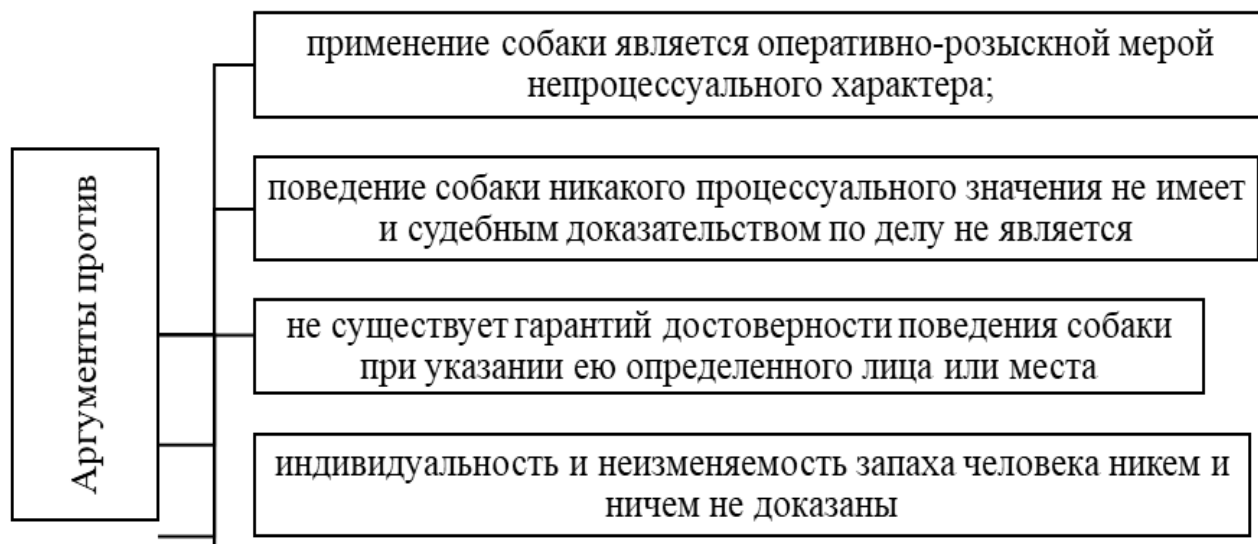 Аргументы против
применение собаки является оперативно-розыскной мерой
непроцессуального характера;
поведение собаки никакого процессуального значения не имеет
и судебным доказательством по делу не является
не существует гарантий достоверности поведения собаки
при указании ею определенного лица или места
индивидуальность и неизменяемость запаха человека никем и
ничем не доказаны